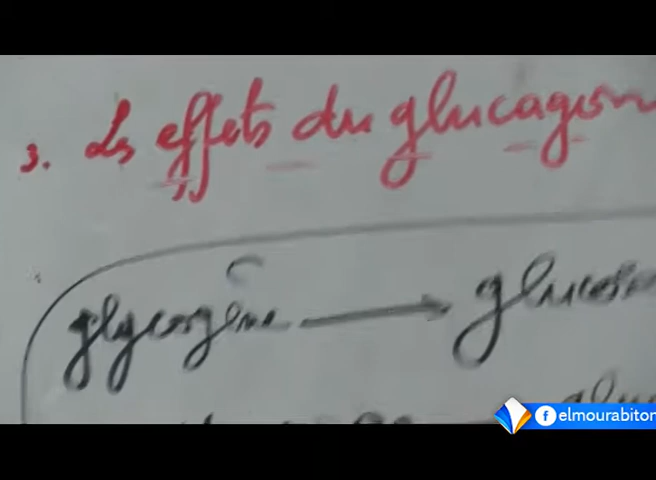 3. Les effets du glucagon
glycogène → glucose
elmourabiton